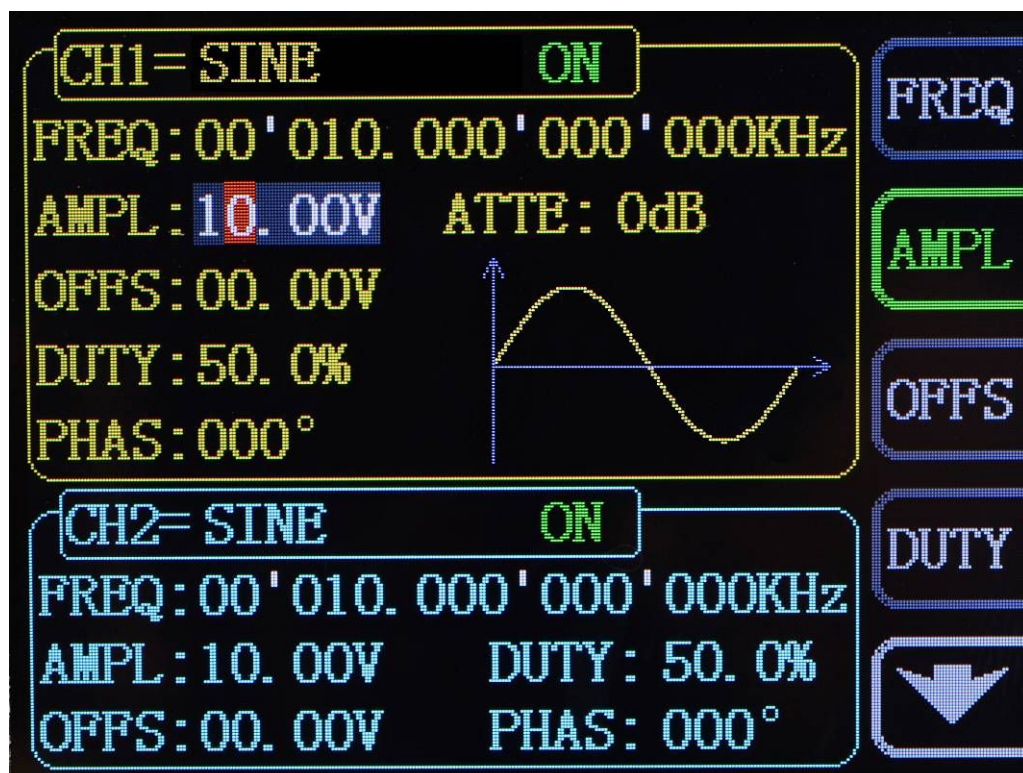 CH1=SINE ON
FREQ:00'010.000'000'000KHz
AMPL:10.00V ATTE:0dB
OFFS:00.00V
DUTY:50.0%
PHAS:000°
CH2=SINE ON
FREQ:00'010.000'000'000KHz
AMPL:10.00V DUTY:50.0%
OFFS:00.00V PHAS:000°
FREQ
AMPL
OFFS
DUTY